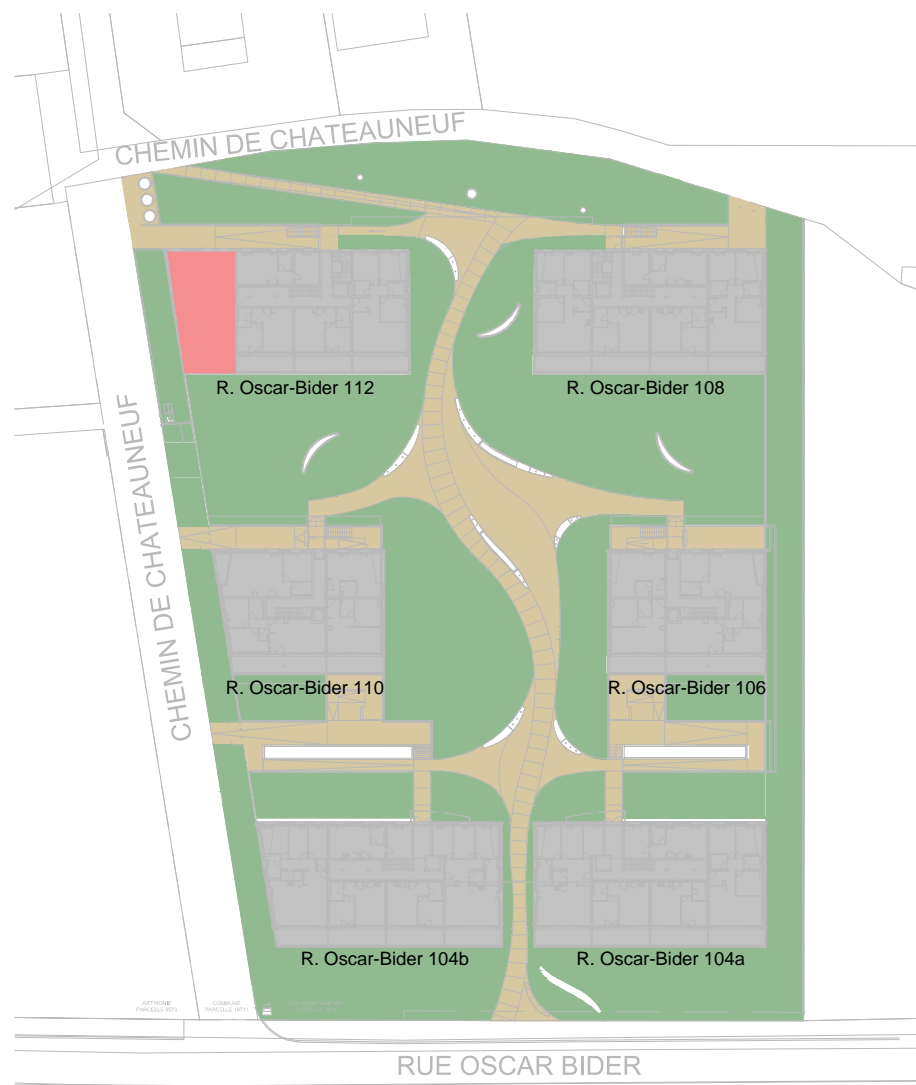 CHEMIN DE CHATEAUNEUF
R. Oscar-Bider 112
R. Oscar-Bider 108
CHEMIN DE CHATEAUNEUF
R. Oscar-Bider 110
R. Oscar-Bider 106
R. Oscar-Bider 104b
R. Oscar-Bider 104a
COMMUNE
RUE OSCAR BIDER